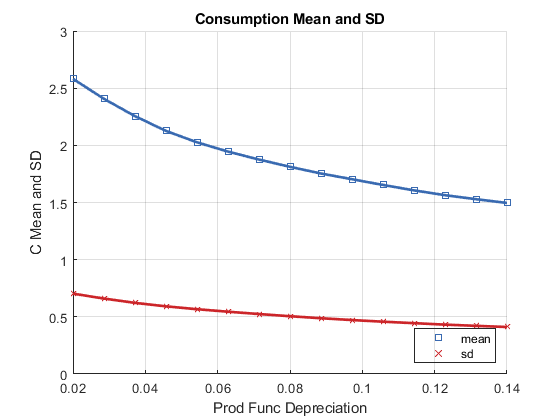 Consumption Mean and SD
3
2.5
2
1.5
1
0.5
0
C Mean and SD
0.02 0.04 0.06 0.08 0.1 0.12 0.14
Prod Func Depreciation
mean
sd